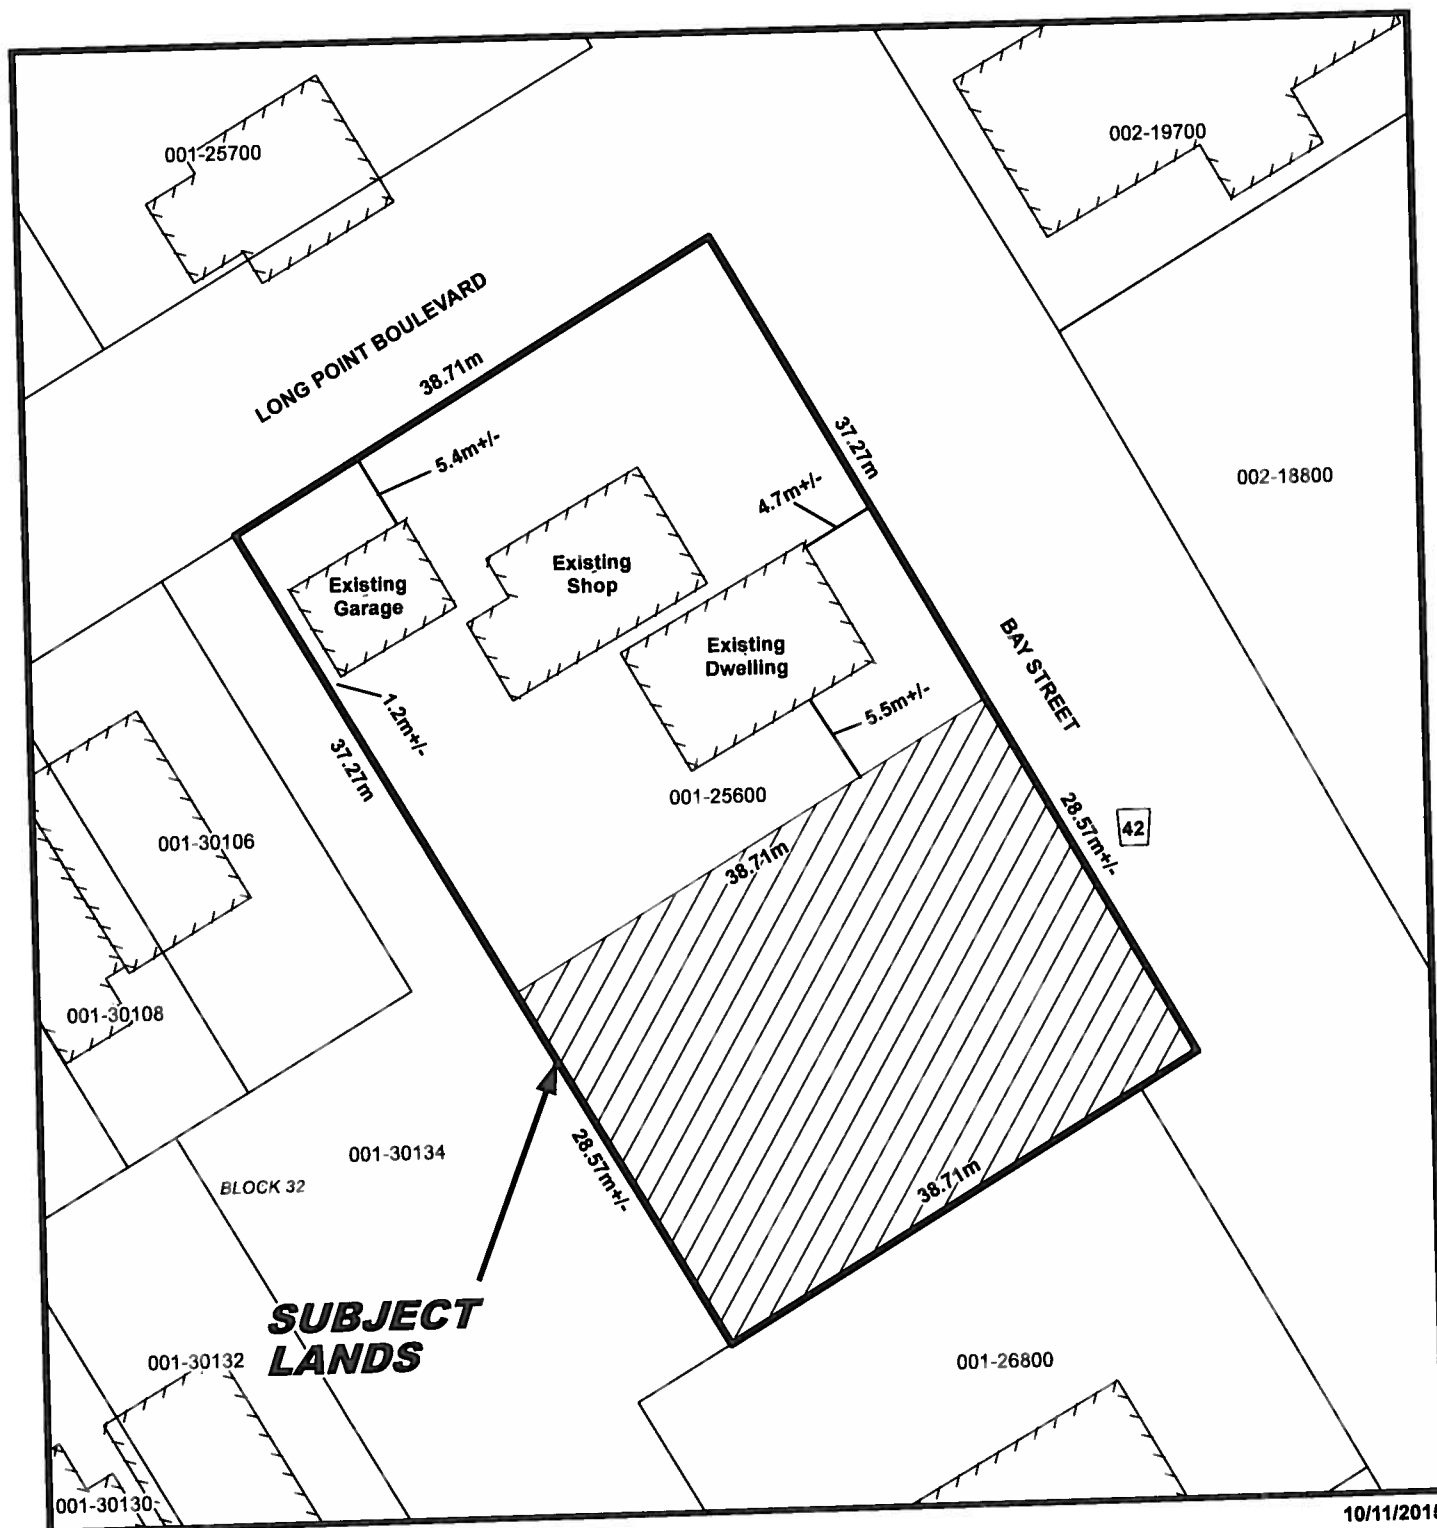 001-25700
002-19700
LONG POINT BOULEVARD
38.71m
5.4m+/-
37.27m
4.7m+/-
002-18800
Existing
Garage
Existing
Shop
Existing
Dwelling
BAY STREET
1.2m+/-
5.5m+/-
37.27m
001-25600
28.57m+/-
42
001-30106
38.71m
001-30108
001-30134
28.57m+/-
38.71m
BLOCK 32
SUBJECT
LANDS
001-30132
001-26800
001-30130